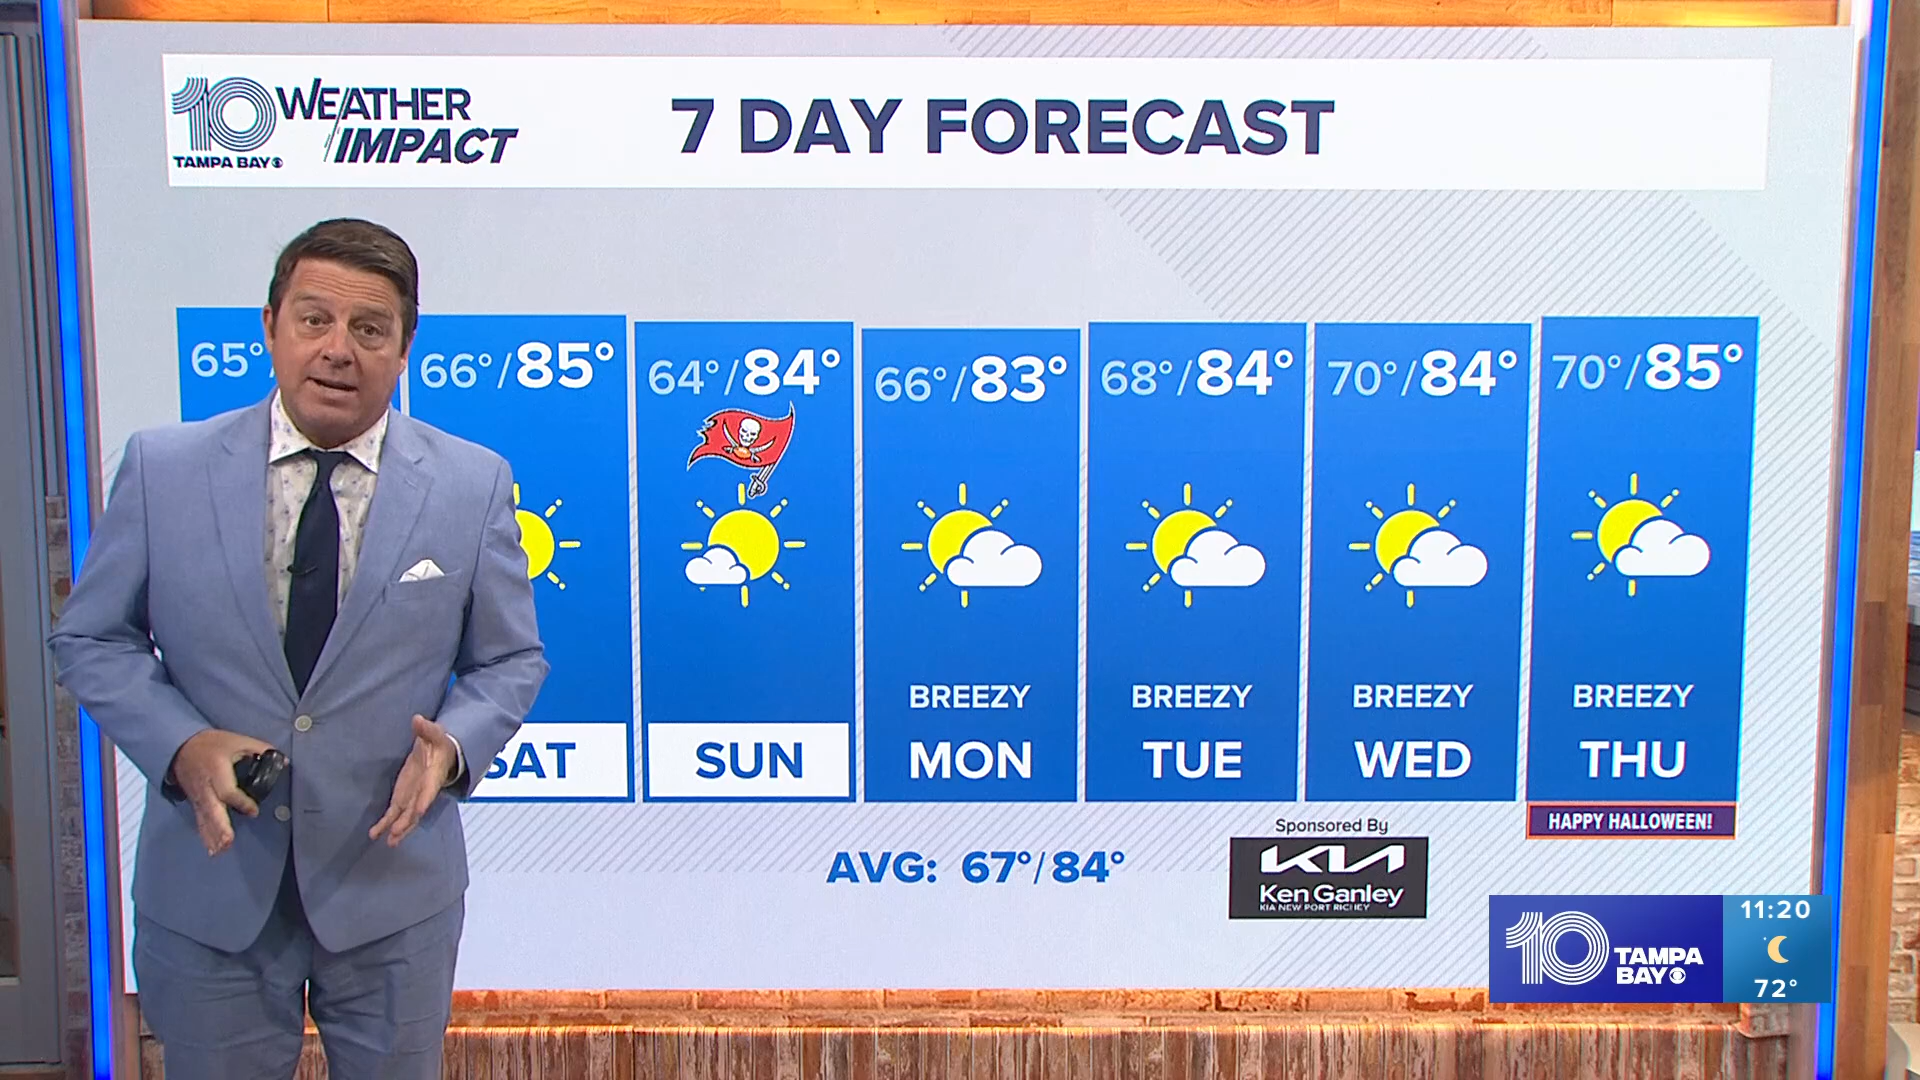 10 WEATHER IMPACT
TAMPA BAY
7 DAY FORECAST
65°
66°/85°
64°/84°
66°/83°
68°/84°
70°/84°
70°/85°
BREEZY
BREEZY
BREEZY
BREEZY
SAT
SUN
MON
TUE
WED
THU
HAPPY HALLOWEEN!
Sponsored By
AVG: 67°/84°
KIA
Ken Ganley
KIA NEW PORT RICHEY
10 TAMPA BAY
11:20
72°